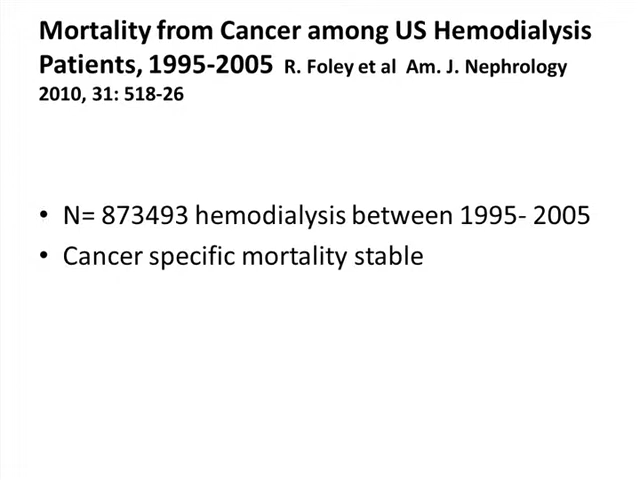 Mortality from Cancer among US Hemodialysis
Patients, 1995-2005 R. Foley et al Am. J. Nephrology
2010, 31: 518-26
• N= 873493 hemodialysis between 1995- 2005
• Cancer specific mortality stable